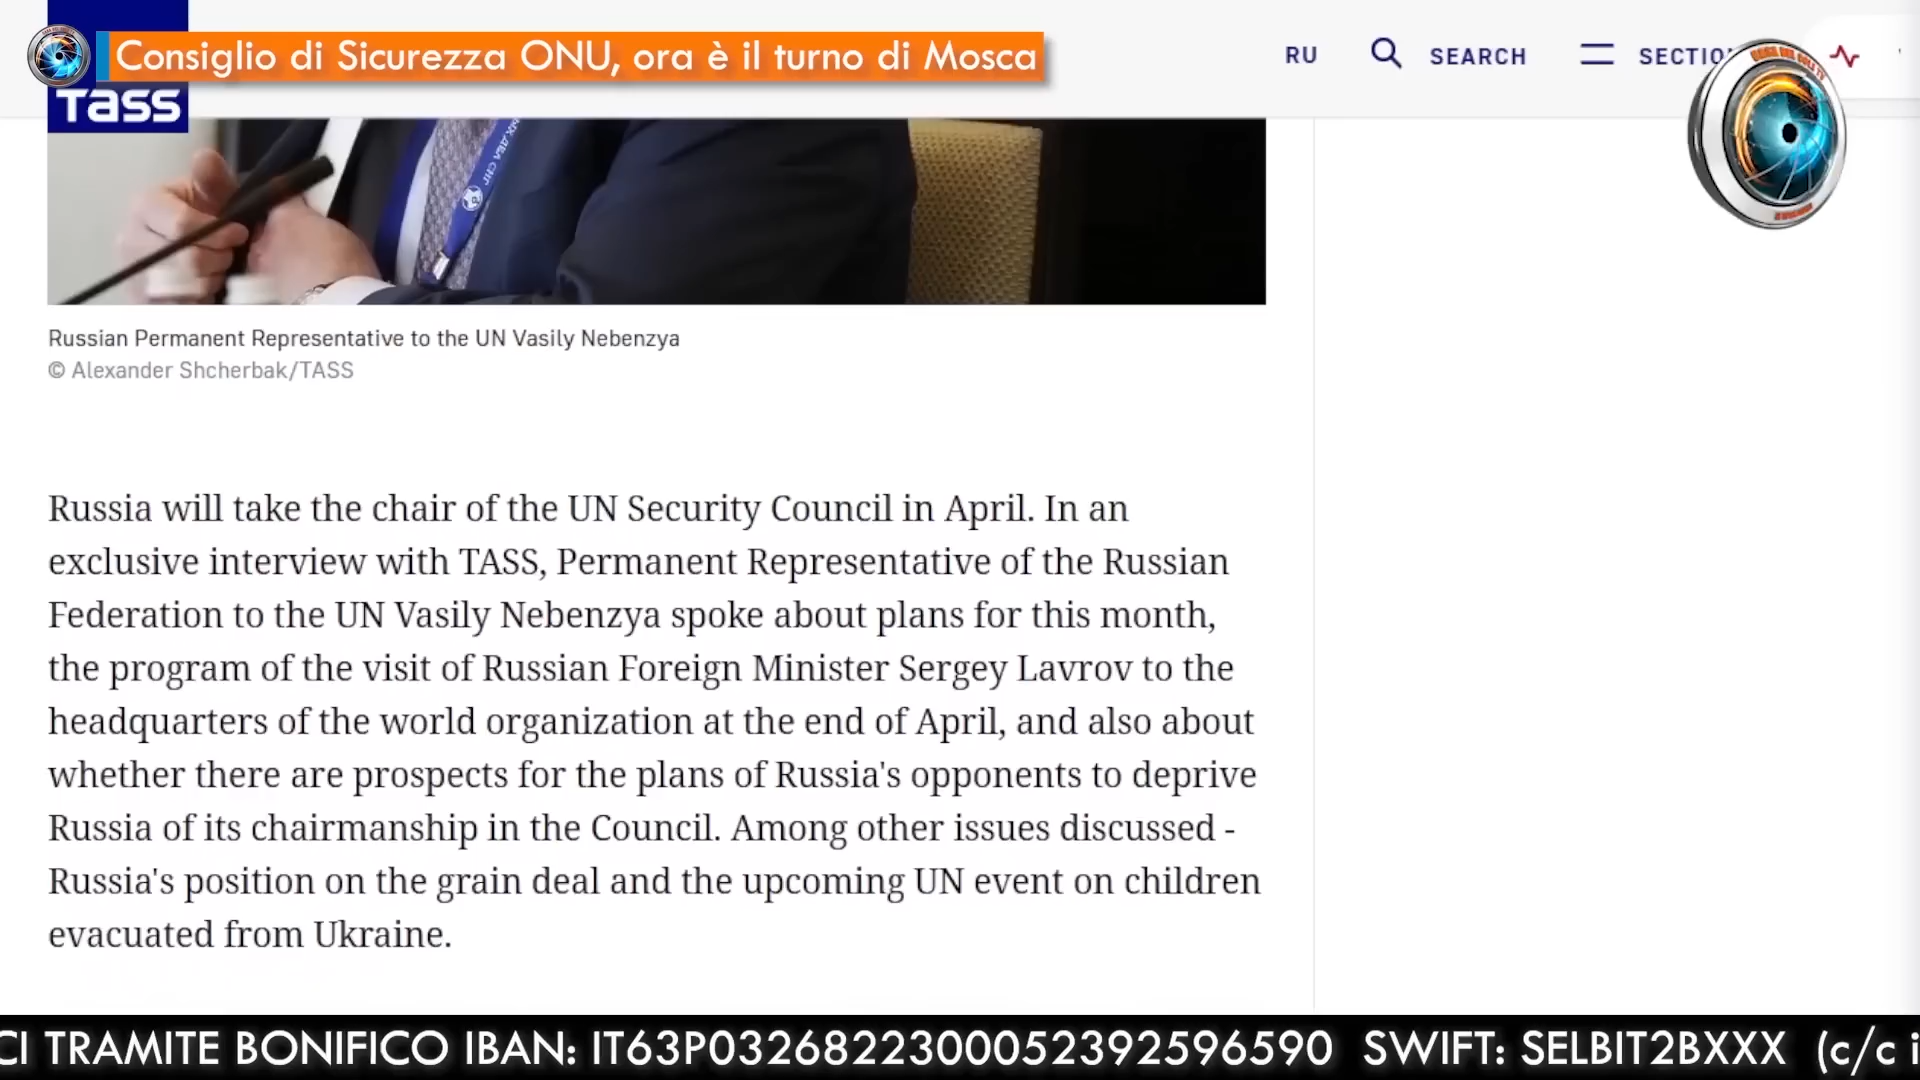 Consiglio di Sicurezza ONU, ora è il turno di Mosca
RU SEARCH
TASS
Russian Permanent Representative to the UN Vasily Nebenzya
© Alexander Shcherbak/TASS
Russia will take the chair of the UN Security Council in April. In an
exclusive interview with TASS, Permanent Representative of the Russian
Federation to the UN Vasily Nebenzya spoke about plans for this month,
the program of the visit of Russian Foreign Minister Sergey Lavrov to the
headquarters of the world organization at the end of April, and also about
whether there are prospects for the plans of Russia's opponents to deprive
Russia of its chairmanship in the Council. Among other issues discussed -
Russia's position on the grain deal and the upcoming UN event on children
evacuated from Ukraine.
CI TRAMITE BONIFICO IBAN: IT63P0326822300052392596590 SWIFT: SELBIT2BXXX (c/c i